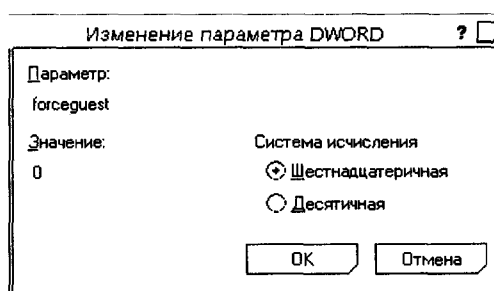 Изменение параметра DWORD ?
Параметр:
forceguest
Значение:
0
Система исчисления
Шестнадцатеричная
Десятичная
OK Отмена